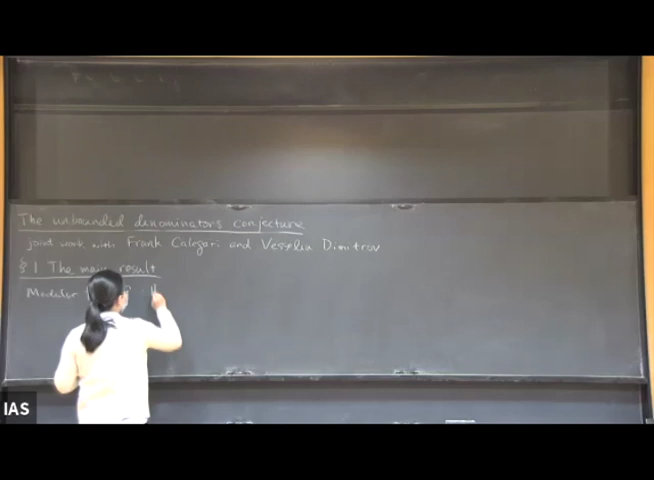 The unbounded denominators conjecture
joint work with Frank Calegari and Vesselin Dimitrov
§1 The main result
Modular
IAS